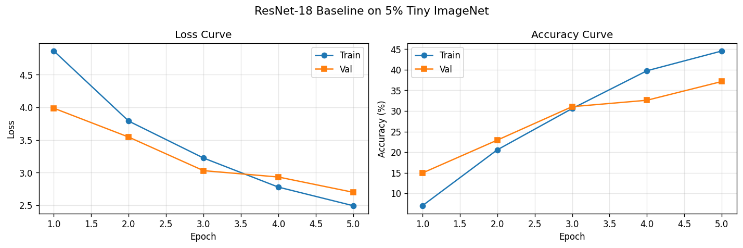 ResNet-18 Baseline on 5% Tiny ImageNet
Loss Curve
Train
Val
4.5
4.0
3.5
3.0
2.5
Loss
1.0 1.5 2.0 2.5 3.0 3.5 4.0 4.5 5.0
Epoch
Accuracy Curve
Train
Val
45
40
35
30
25
20
15
10
Accuracy (%)
1.0 1.5 2.0 2.5 3.0 3.5 4.0 4.5 5.0
Epoch